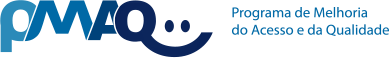 PMAQ
Programa de Melhoria
do Acesso e da Qualidade